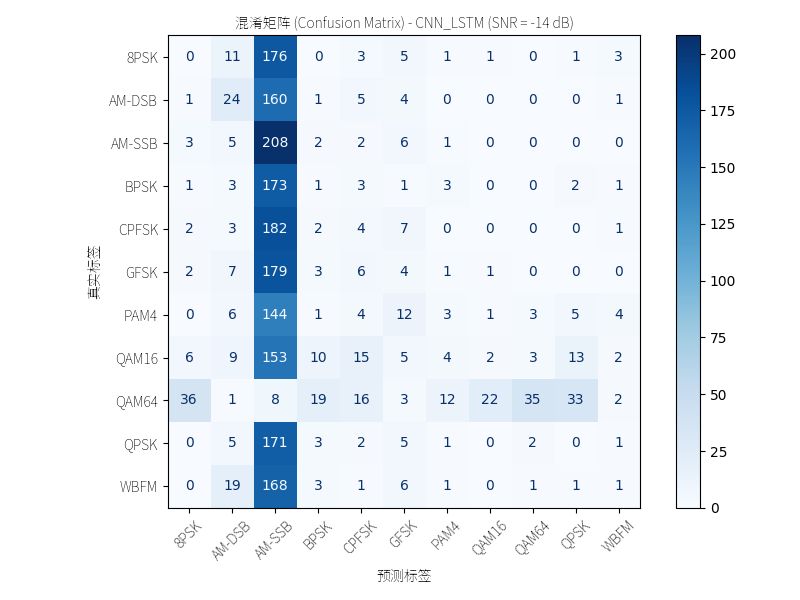 混淆矩阵 (Confusion Matrix) - CNN_LSTM (SNR = -14 dB)
真实标签
8PSK 0 11 176 0 3 5 1 1 0 1 3
AM-DSB 1 24 160 1 5 4 0 0 0 0 1
AM-SSB 3 5 208 2 2 6 1 0 0 0 0
BPSK 1 3 173 1 3 1 3 0 0 2 1
CPFSK 2 3 182 2 4 7 0 0 0 0 1
GFSK 2 7 179 3 6 4 1 1 0 0 0
PAM4 0 6 144 1 4 12 3 1 3 5 4
QAM16 6 9 153 10 15 5 4 2 3 13 2
QAM64 36 1 8 19 16 3 12 22 35 33 2
QPSK 0 5 171 3 2 5 1 0 2 0 1
WBFM 0 19 168 3 1 6 1 0 1 1 1
8PSK AM-DSB AM-SSB BPSK CPFSK GFSK PAM4 QAM16 QAM64 QPSK WBFM
预测标签
200
175
150
125
100
75
50
25
0